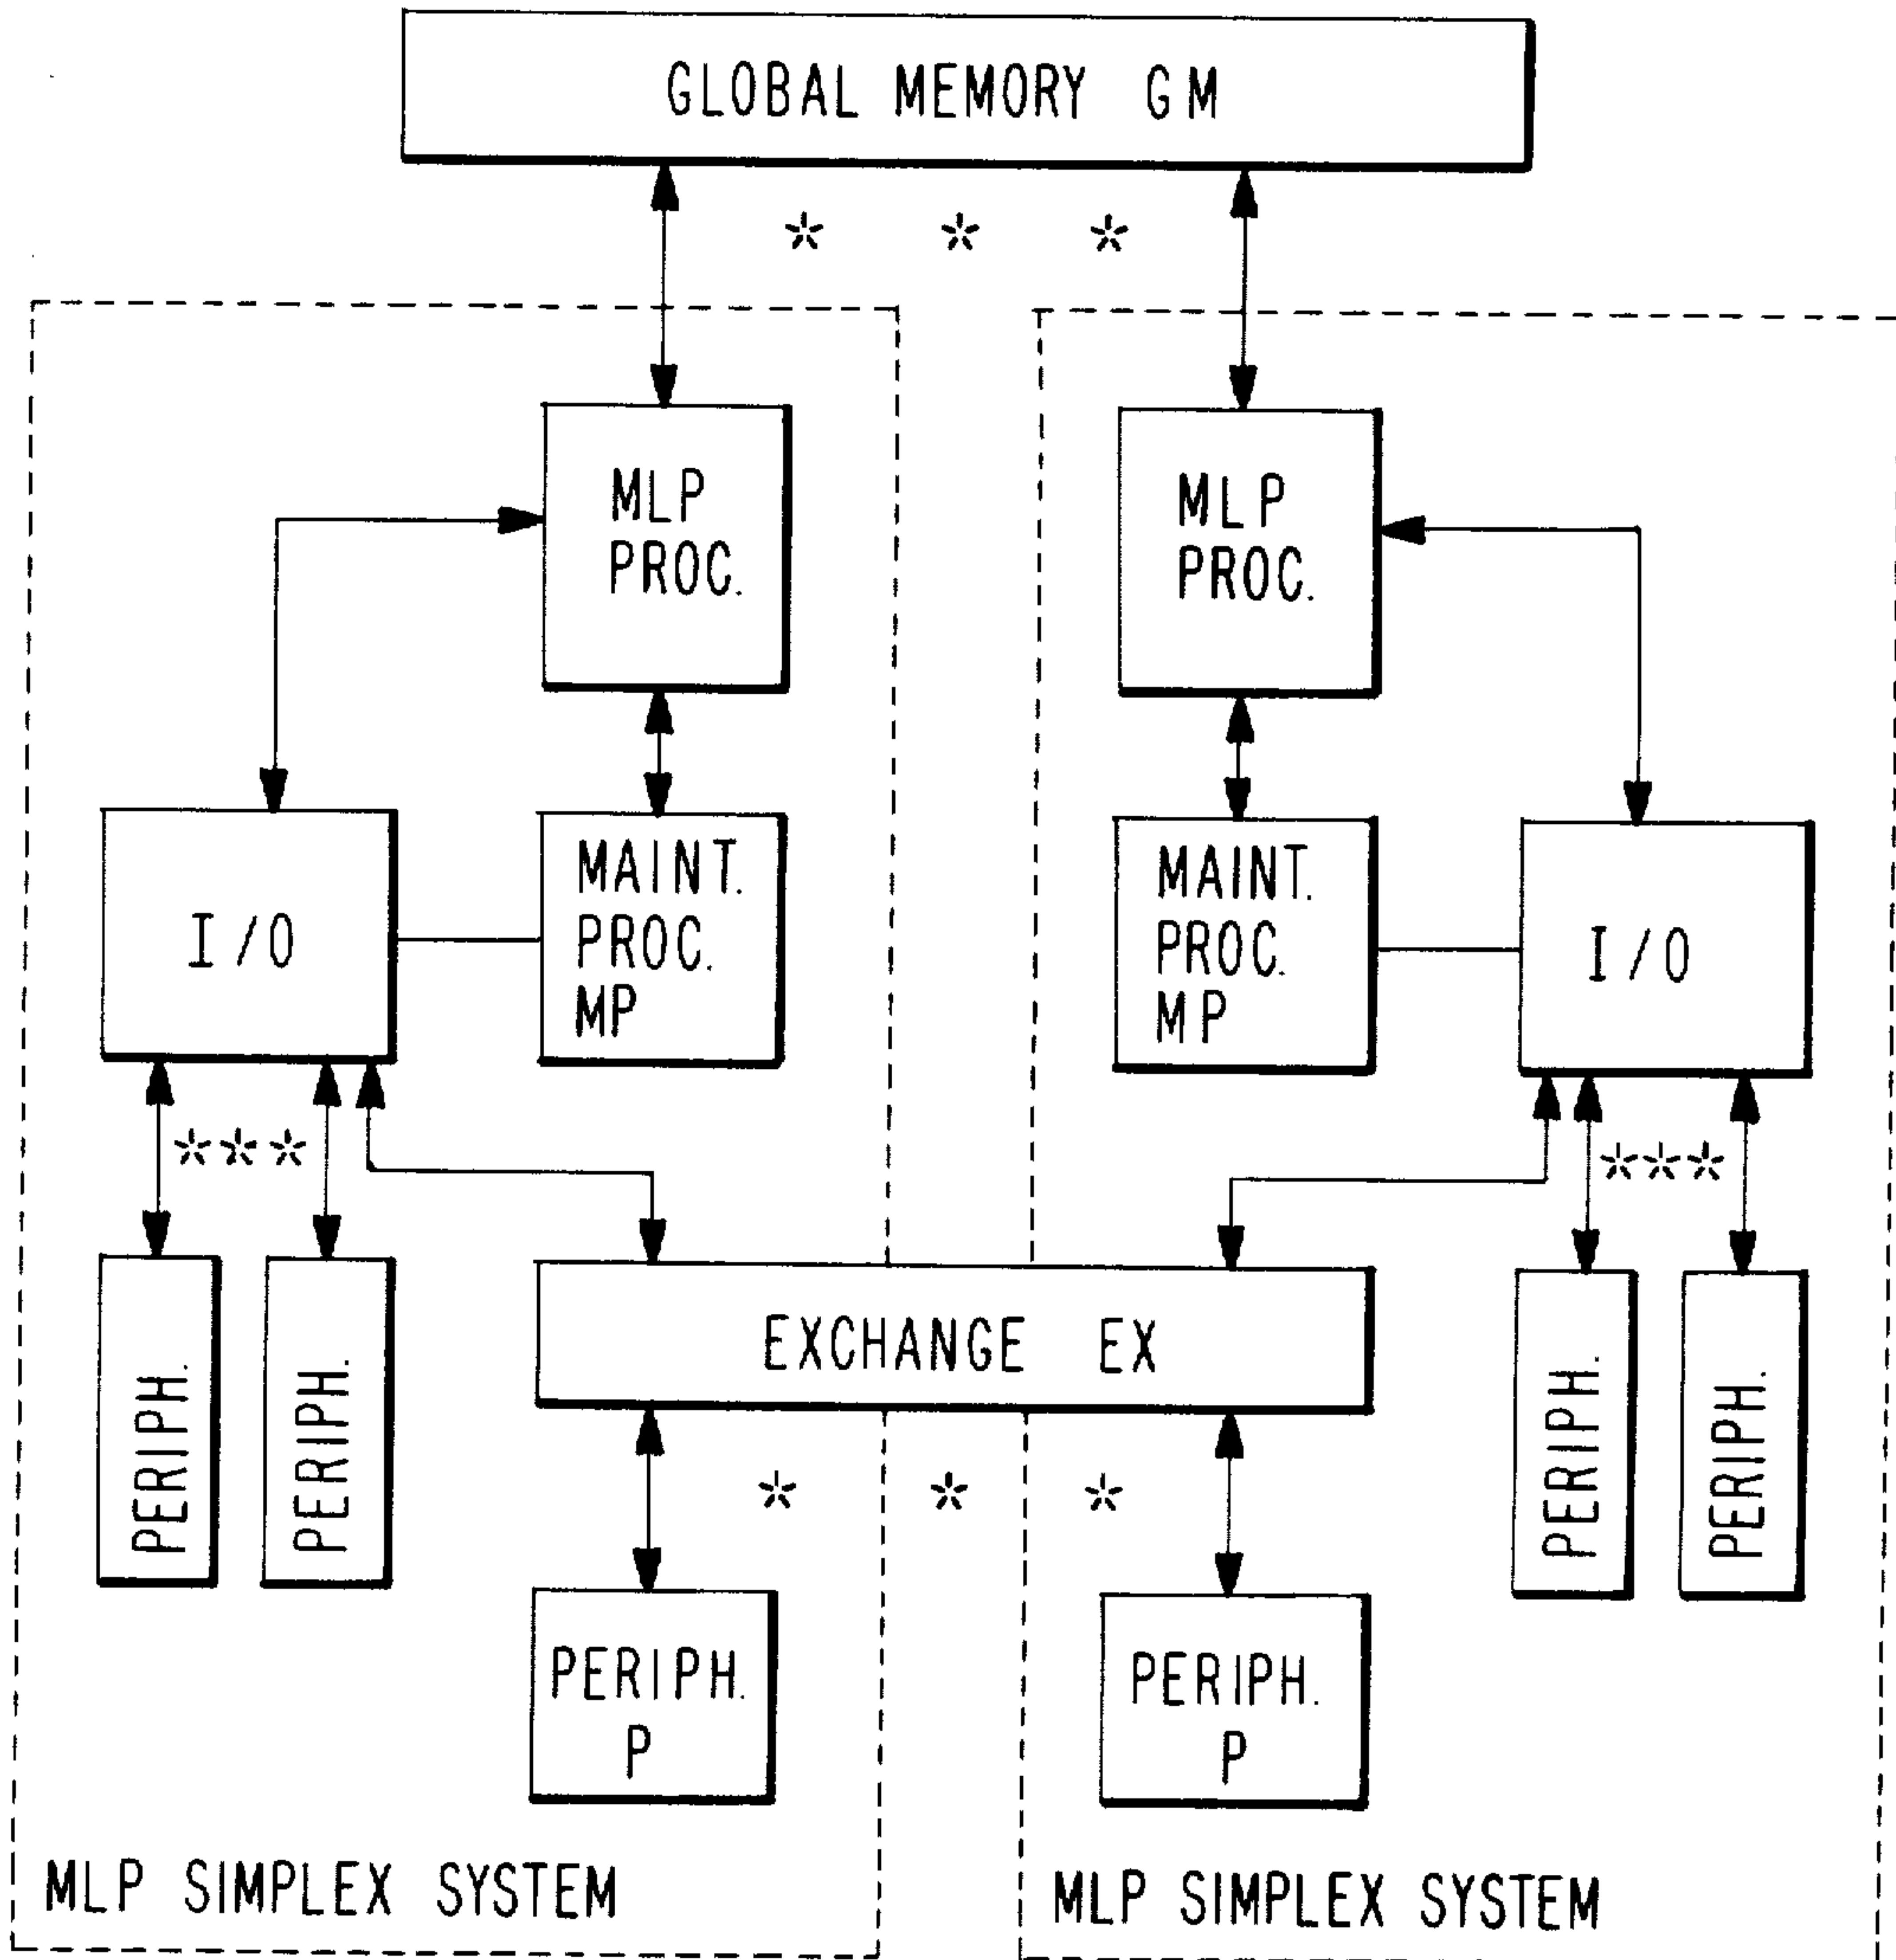 GLOBAL MEMORY GM
* * *
MLP
PROC.
MLP
PROC.
I/O
MAINT.
PROC.
MP
MAINT.
PROC.
MP
I/O
***
***
PERIPH.
PERIPH.
EXCHANGE EX
PERIPH.
PERIPH.
* * *
PERIPH.
P
PERIPH.
P
MLP SIMPLEX SYSTEM
MLP SIMPLEX SYSTEM